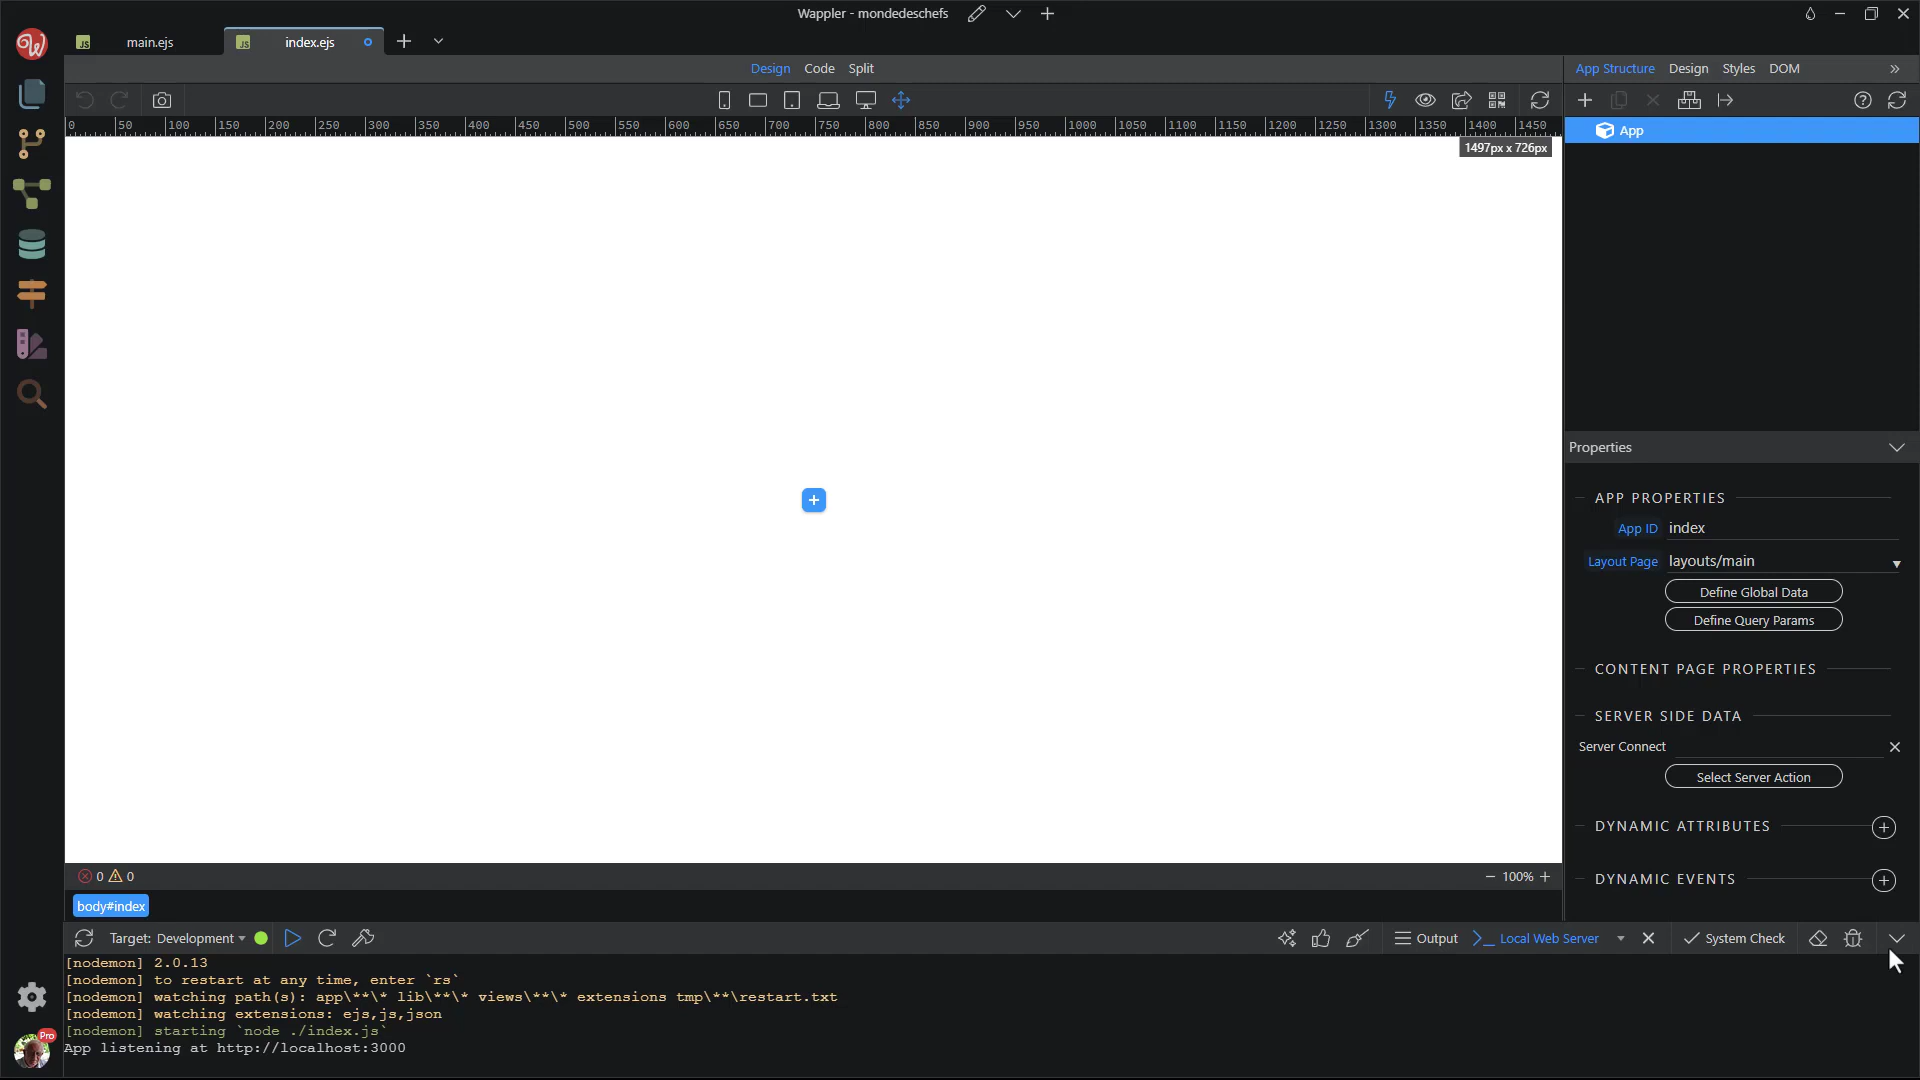 Wappler - mondedeschefs
JS main.ejs
JS index.ejs
Design Code Split
App Structure Design Styles DOM
0 50 100 150 200 250 300 350 400 450 500 550 600 650 700 750 800 850 900 950 1000 1050 1100 1150 1200 1250 1300 1350 1400 1450
1497px x 726px
App
Properties
APP PROPERTIES
App ID index
Layout Page layouts/main
Define Global Data
Define Query Params
CONTENT PAGE PROPERTIES
SERVER SIDE DATA
Server Connect
Select Server Action
DYNAMIC ATTRIBUTES
DYNAMIC EVENTS
0 0
100%
body#index
Target: Development
Output Local Web Server System Check
[nodemon] 2.0.13
[nodemon] to restart at any time, enter `rs`
[nodemon] watching path(s): app\**\* lib\**\* views\**\* extensions tmp\**\restart.txt
[nodemon] watching extensions: ejs,js,json
[nodemon] starting `node ./index.js`
App listening at http://localhost:3000
Pro